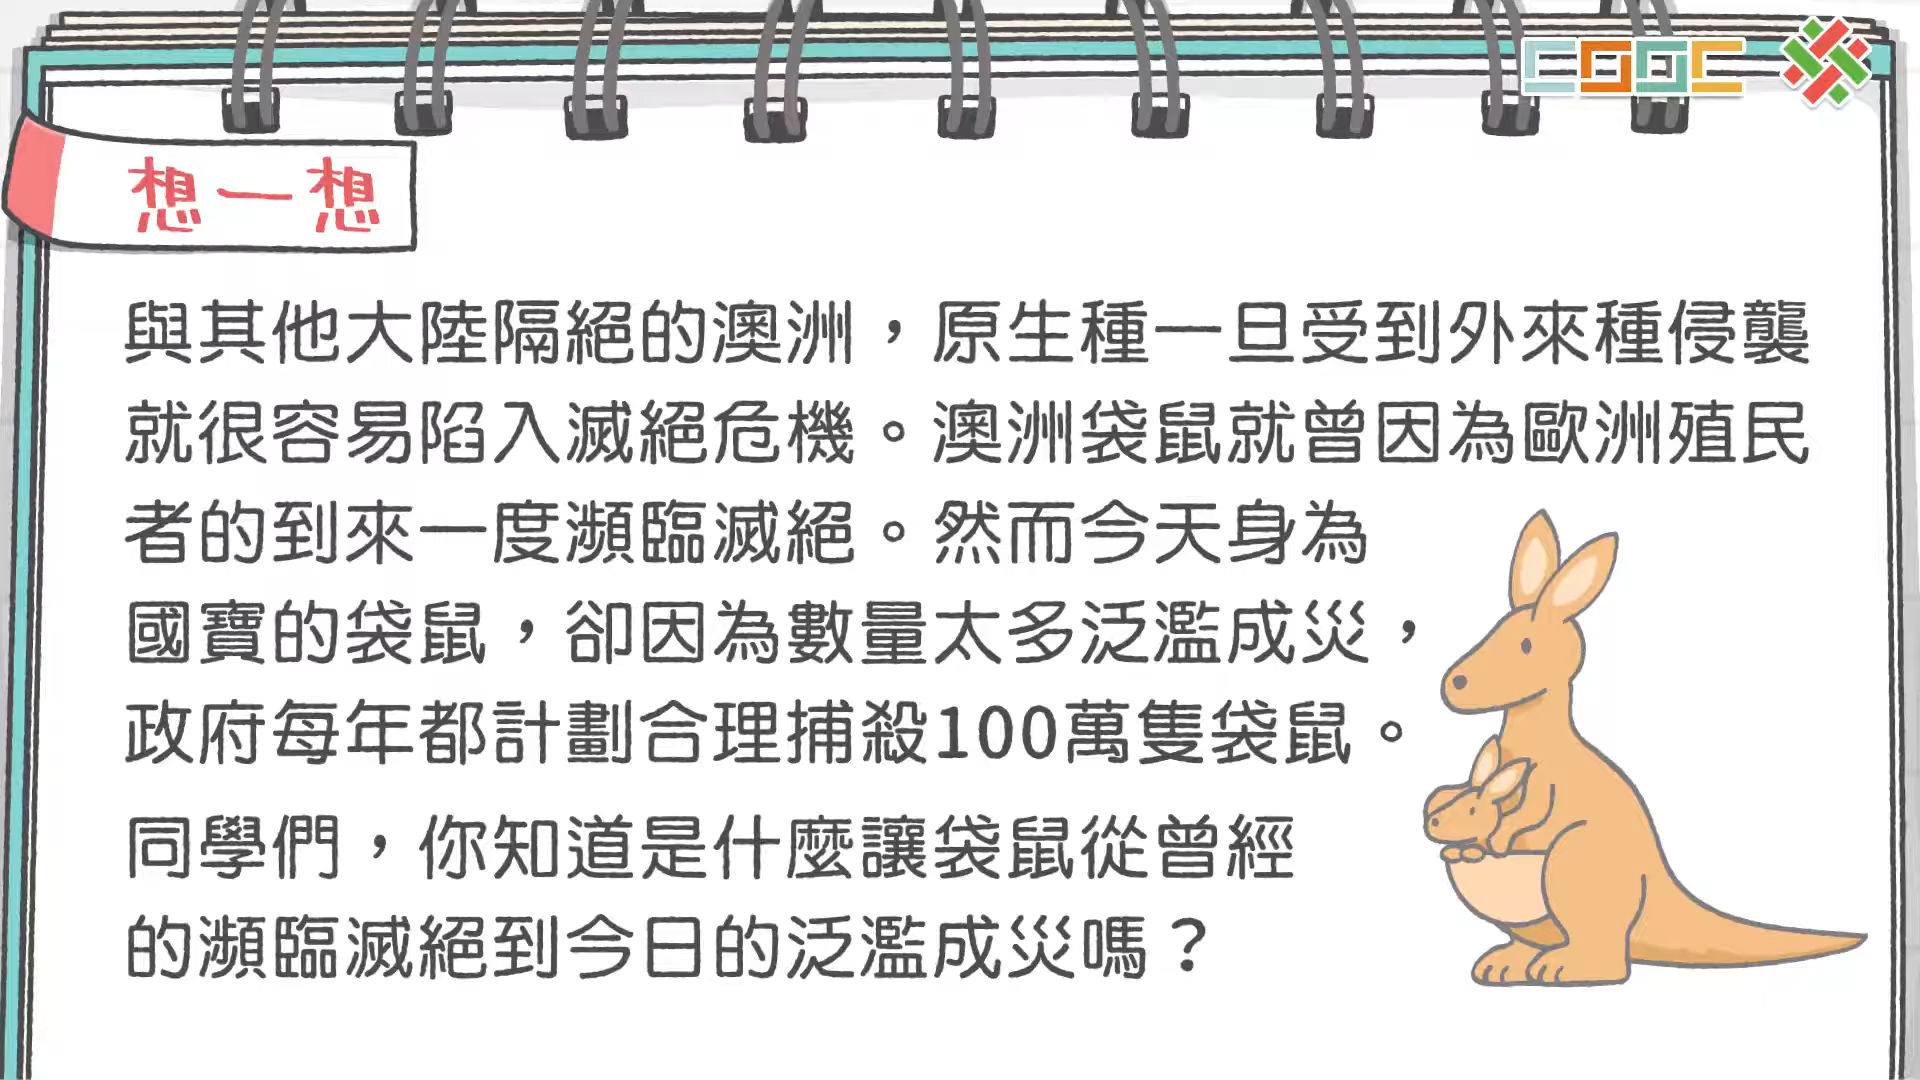 想一想
與其他大陸隔絕的澳洲，原生種一旦受到外來種侵襲
就很容易陷入滅絕危機。澳洲袋鼠就曾因為歐洲殖民
者的到來一度瀕臨滅絕。然而今天身為
國寶的袋鼠，卻因為數量太多泛濫成災，
政府每年都計劃合理捕殺100萬隻袋鼠。
同學們，你知道是什麼讓袋鼠從曾經
的瀕臨滅絕到今日的泛濫成災嗎？